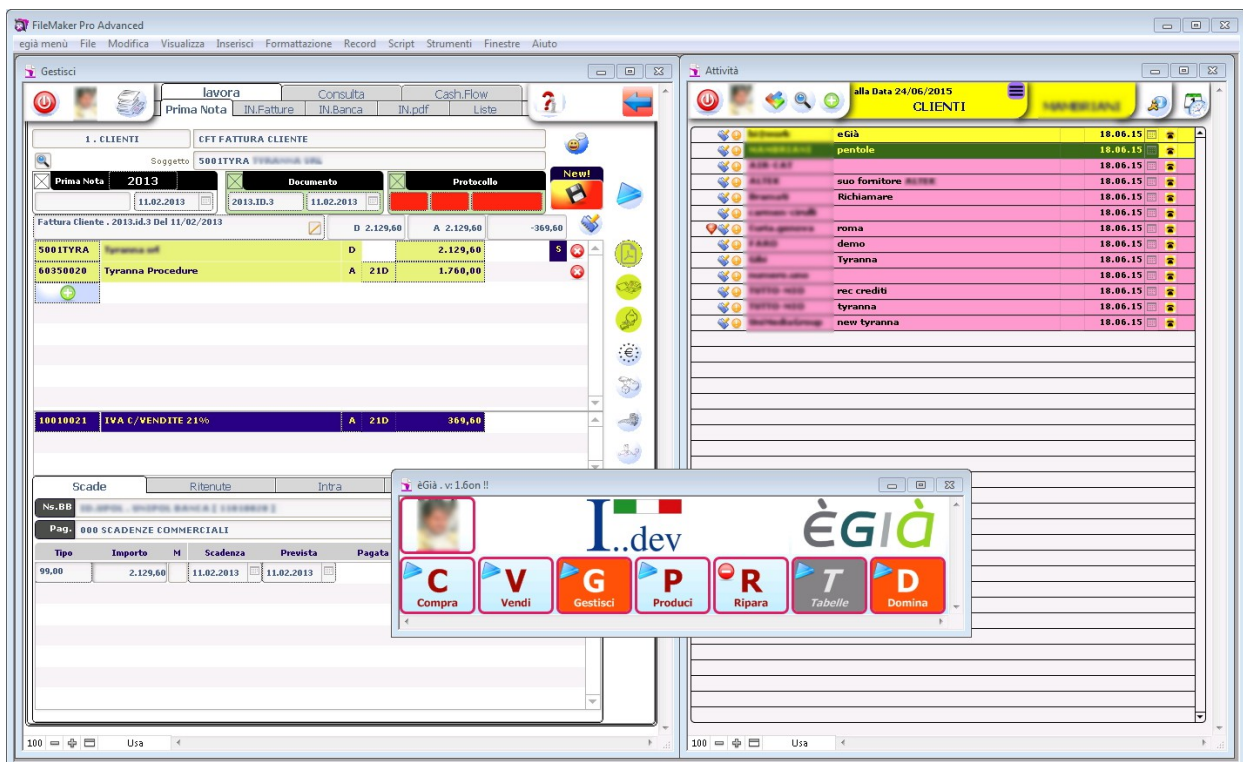 FileMaker Pro Advanced
egià menù File Modifica Visualizza Inserisci Formattazione Record Script Strumenti Finestre Aiuto
Gestisci
lavora Consulta Cash.Flow
Prima Nota IN.Fatture IN.Banca IN.pdf Liste
1 . CLIENTI CFT FATTURA CLIENTE
Soggetto 5001TYRA
Prima Nota 2013 Documento Protocollo New!
11.02.2013 2013.ID.3 11.02.2013
Fattura Cliente . 2013.id.3 Del 11/02/2013 D 2.129,60 A 2.129,60 -369,60
5001TYRA D 2.129,60 S
60350020 Tyranna Procedure A 21D 1.760,00
10010021 IVA C/VENDITE 21% A 21D 369,60
Scade Ritenute Intra
Ns.BB
Pag. 000 SCADENZE COMMERCIALI
Tipo Importo M Scadenza Prevista Pagata
99,00 2.129,60 11.02.2013 11.02.2013
100 Usa
Attività
alla Data 24/06/2015
CLIENTI
eGià 18.06.15
pentole 18.06.15
18.06.15
suo fornitore 18.06.15
Richiamare 18.06.15
18.06.15
roma 18.06.15
demo 18.06.15
Tyranna 18.06.15
18.06.15
rec crediti 18.06.15
tyranna 18.06.15
new tyranna 18.06.15
100 Usa
èGià . v: 1.6on !!
I..dev ÈGIÀ
C V G P R T D
Compra Vendi Gestisci Produci Ripara Tabelle Domina